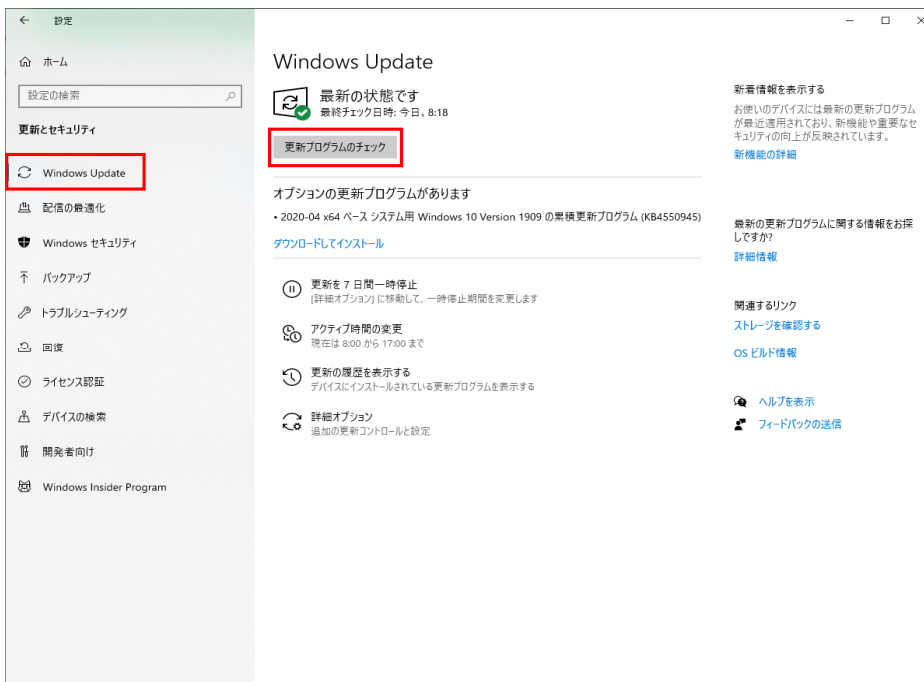 設定
ホーム
設定の検索
更新とセキュリティ
Windows Update
配信の最適化
Windows セキュリティ
バックアップ
トラブルシューティング
回復
ライセンス認証
デバイスの検索
開発者向け
Windows Insider Program
Windows Update
最新の状態です
最終チェック日時: 今日、8:18
更新プログラムのチェック
オプションの更新プログラムがあります
• 2020-04 x64 ベース システム用 Windows 10 Version 1909 の累積更新プログラム (KB4550945)
ダウンロードしてインストール
更新を 7 日間一時停止
[詳細オプション] に移動して、一時停止期間を変更します
アクティブ時間の変更
現在は 8:00 から 17:00 まで
更新の履歴を表示する
デバイスにインストールされている更新プログラムを表示する
詳細オプション
追加の更新コントロールと設定
新着情報を表示する
お使いのデバイスには最新の更新プログラム
が最近適用されており、新機能や重要なセ
キュリティの向上が反映されています。
新機能の詳細
最新の更新プログラムに関する情報をお探
しですか?
詳細情報
関連するリンク
ストレージを確認する
OS ビルド情報
ヘルプを表示
フィードバックの送信